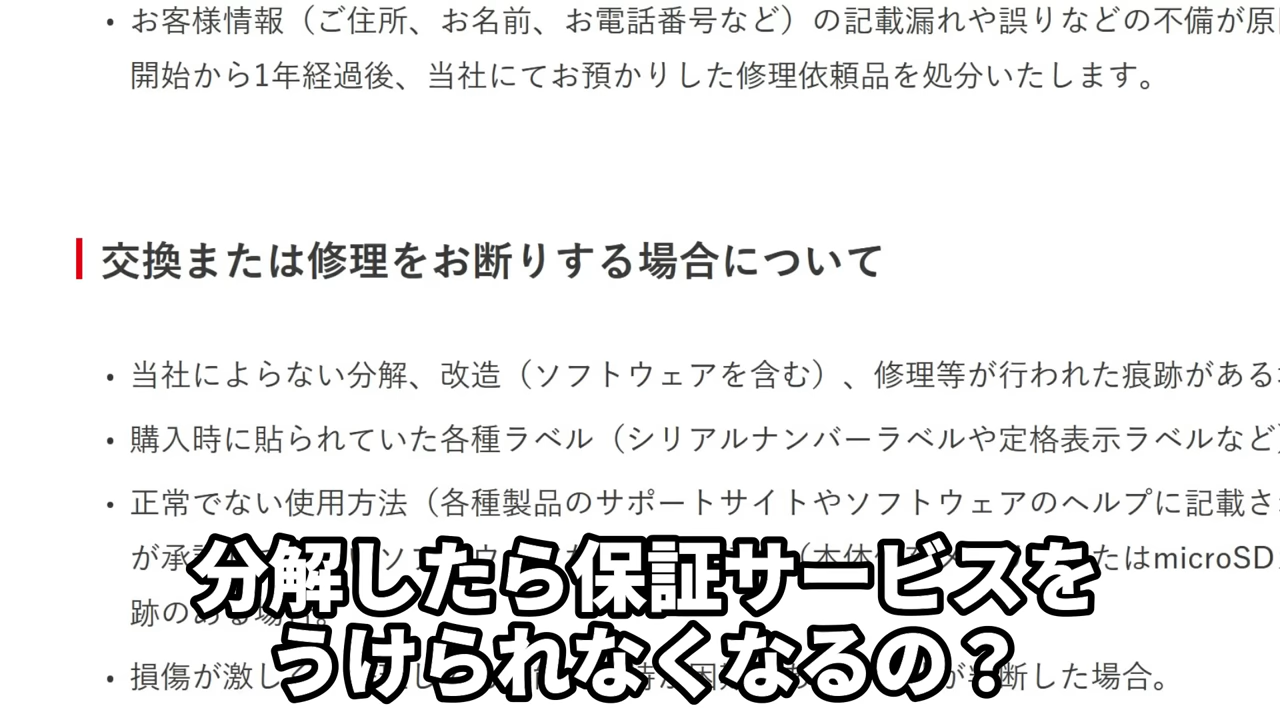 ・お客様情報（ご住所、お名前、お電話番号など）の記載漏れや誤りなどの不備が原
開始から1年経過後、当社にてお預かりした修理依頼品を処分いたします。
交換または修理をお断りする場合について
・当社によらない分解、改造（ソフトウェアを含む）、修理等が行われた痕跡がある
・購入時に貼られていた各種ラベル（シリアルナンバーラベルや定格表示ラベルなど）
・正常でない使用方法（各種製品のサポートサイトやソフトウェアのヘルプに記載さ
が承 またはmicroSD
跡のある場合。
・損傷が激し 判断した場合。
分解したら保証サービスを
うけられなくなるの？